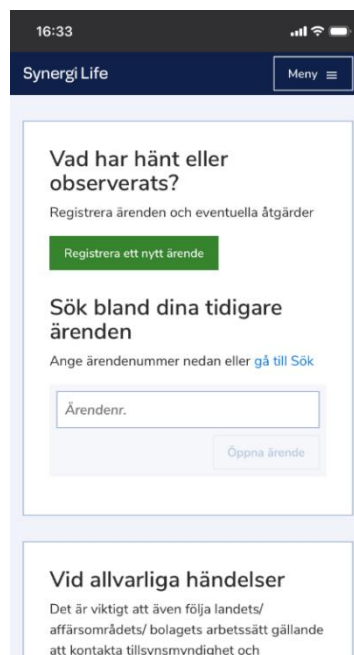 16:33
Synergi Life
Meny
Vad har hänt eller
observerats?
Registrera ärenden och eventuella åtgärder
Registrera ett nytt ärende
Sök bland dina tidigare
ärenden
Ange ärendenummer nedan eller gå till Sök
Ärendenr.
Öppna ärende
Vid allvarliga händelser
Det är viktigt att även följa landets/
affärsområdets/ bolagets arbetssätt gällande
att kontakta tillsynsmyndighet och